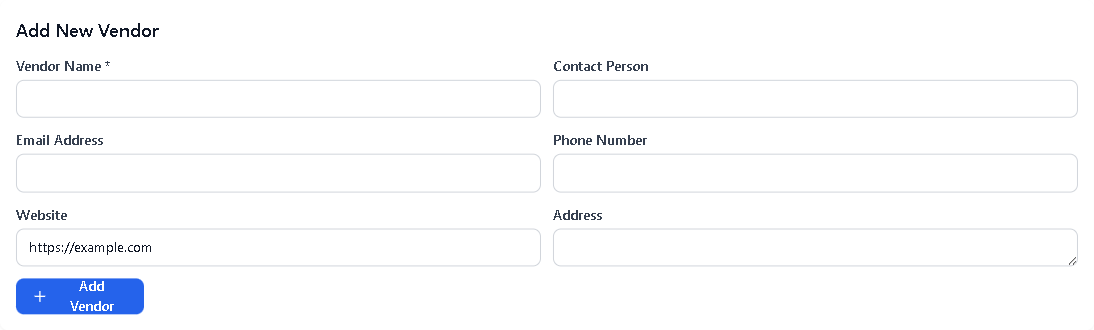 Add New Vendor
Vendor Name *
Contact Person
Email Address
Phone Number
Website
Address
https://example.com
Add
Vendor